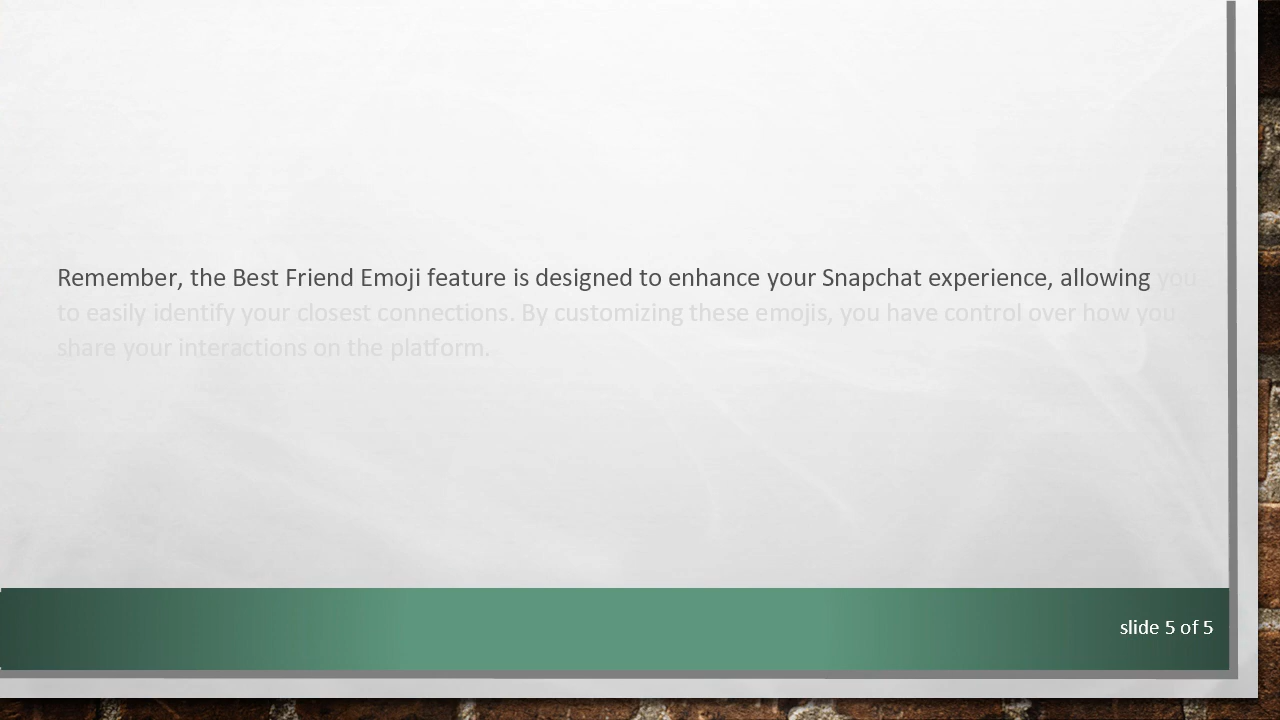 Remember, the Best Friend Emoji feature is designed to enhance your Snapchat experience, allowing you
to easily identify your closest connections. By customizing these emojis, you have control over how you
share your interactions on the platform.
slide 5 of 5